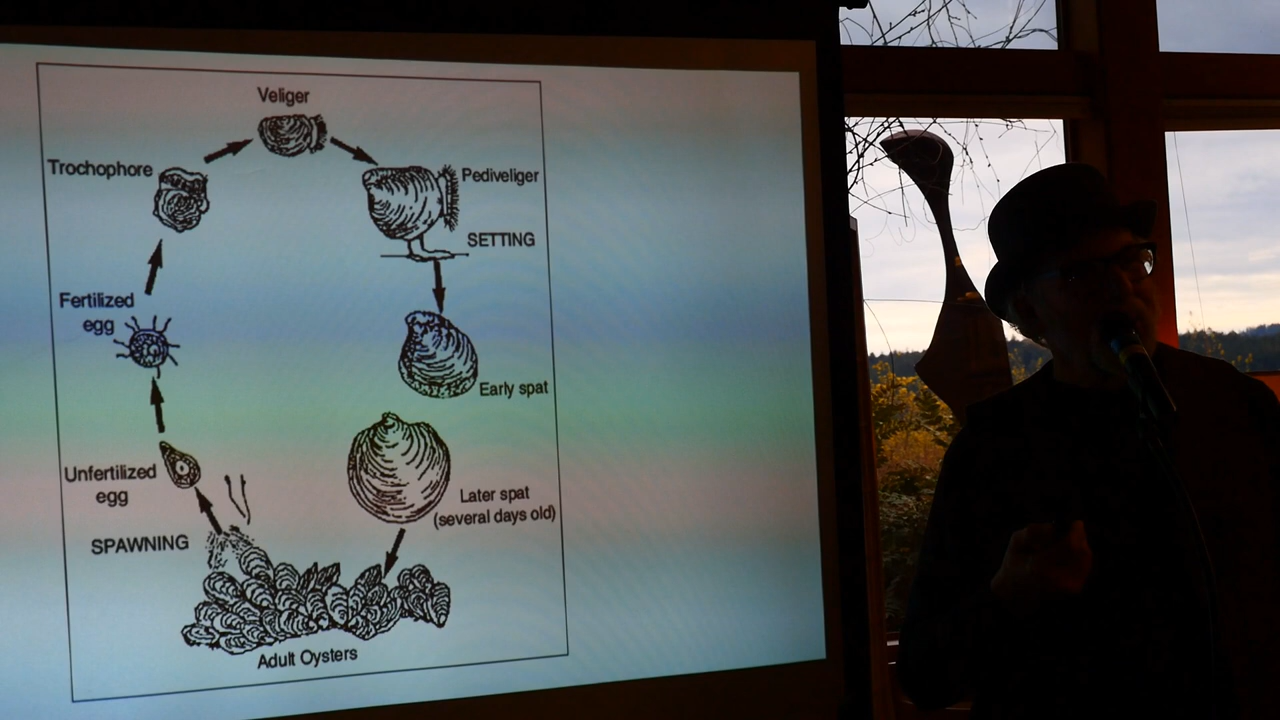 Veliger
Trochophore
Pediveliger
SETTING
Fertilized
egg
Early spat
Unfertilized
egg
Later spat
(several days old)
SPAWNING
Adult Oysters